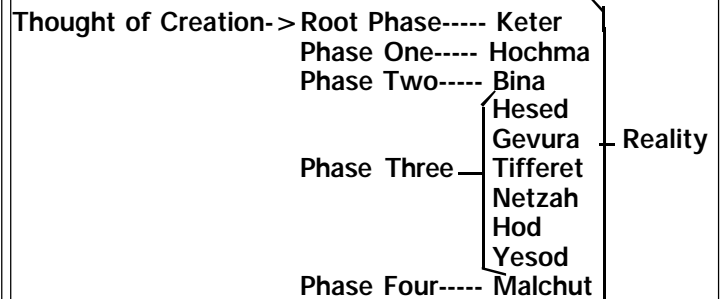 Thought of Creation-> Root Phase----- Keter
Phase One----- Hochma
Phase Two----- Bina
Hesed
Gevura Reality
Phase Three Tifferet
Netzah
Hod
Yesod
Phase Four----- Malchut